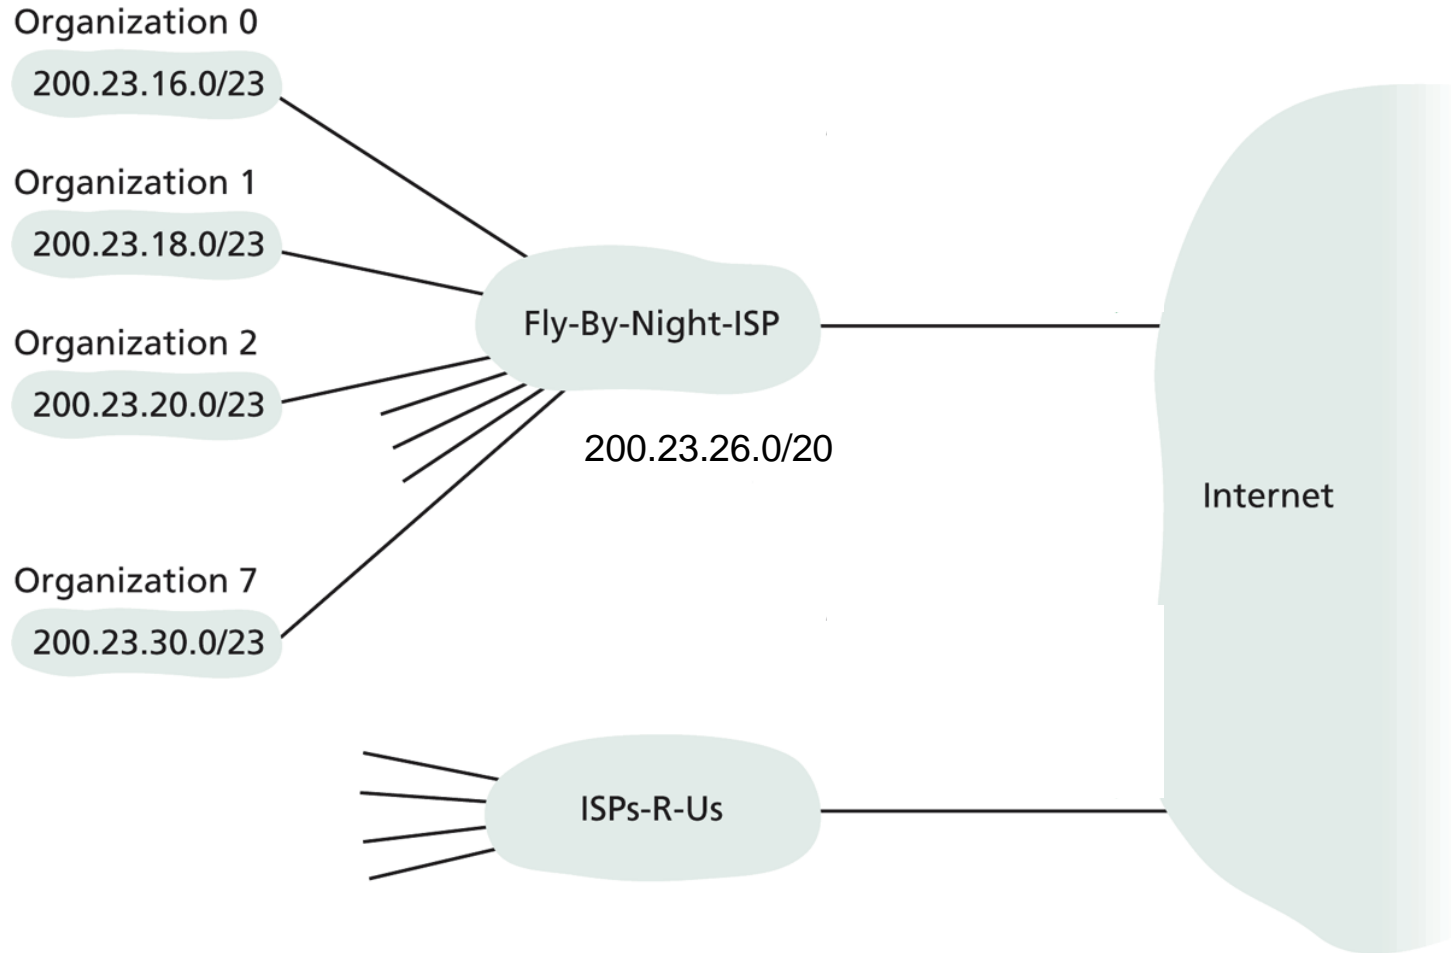 Organization 0
200.23.16.0/23
Organization 1
200.23.18.0/23
Organization 2
200.23.20.0/23
Organization 7
200.23.30.0/23
Fly-By-Night-ISP
200.23.26.0/20
ISPs-R-Us
Internet